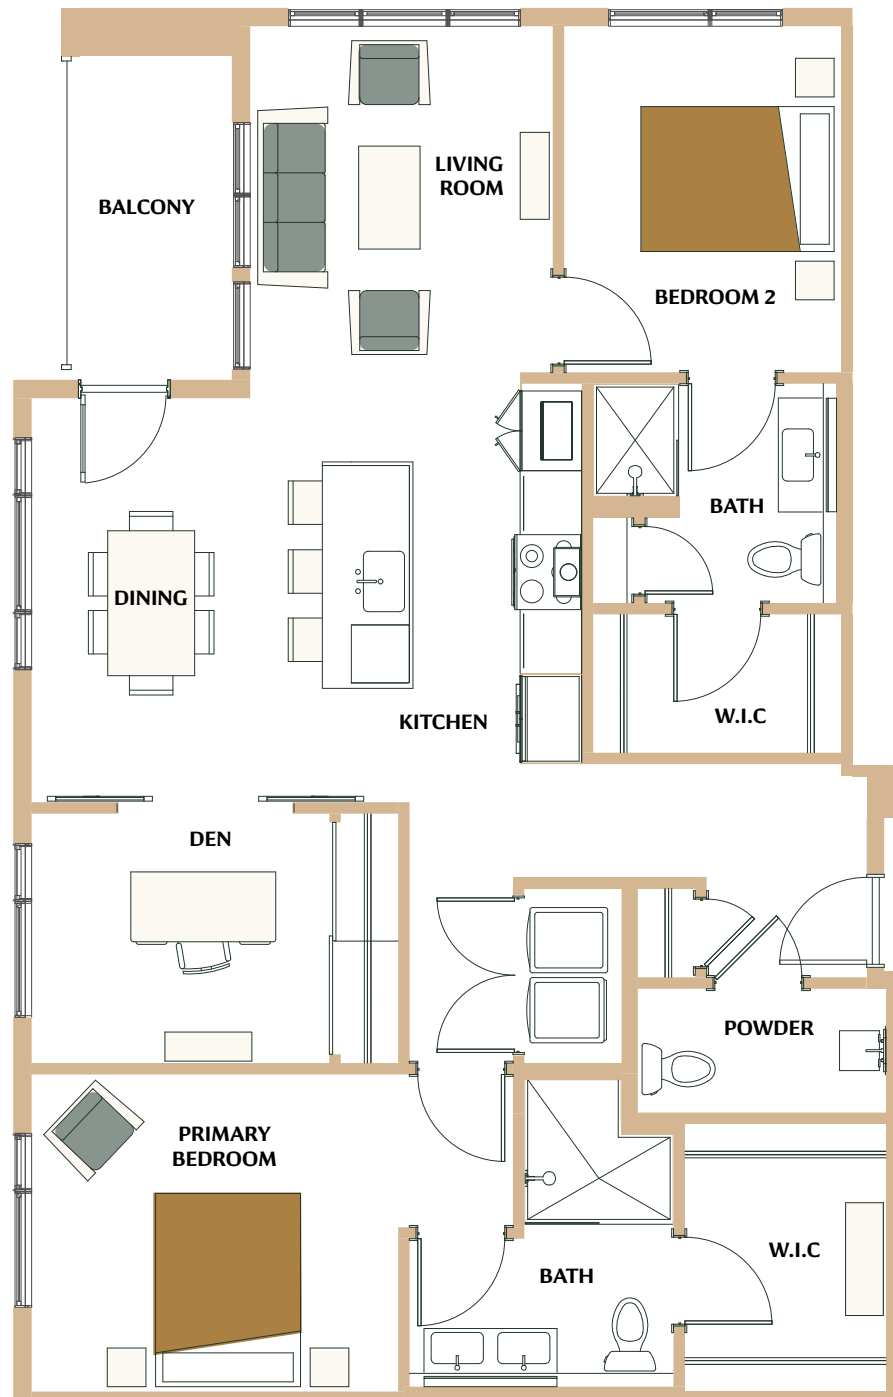 LIVING
ROOM
BALCONY
BEDROOM 2
BATH
DINING
W.I.C
KITCHEN
DEN
POWDER
PRIMARY
BEDROOM
W.I.C
BATH